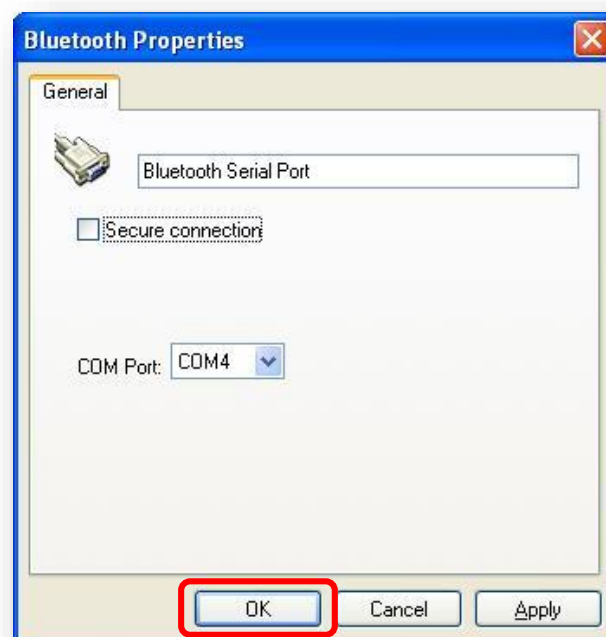 Bluetooth Properties
General
Bluetooth Serial Port
Secure connection
COM Port: COM4
OK Cancel Apply